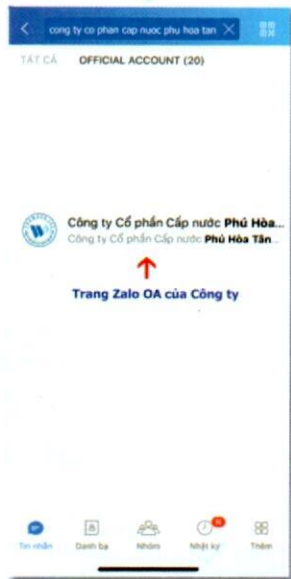 cong ty co phan cap nuoc phu hoa tan
TẤT CẢ OFFICIAL ACCOUNT (20)
Công ty Cổ phần Cấp nước Phú Hòa...
Công ty Cổ phần Cấp nước Phú Hòa Tân...
Trang Zalo OA của Công ty
N
Tin nhắn Danh bạ Nhóm Nhật ký Thêm